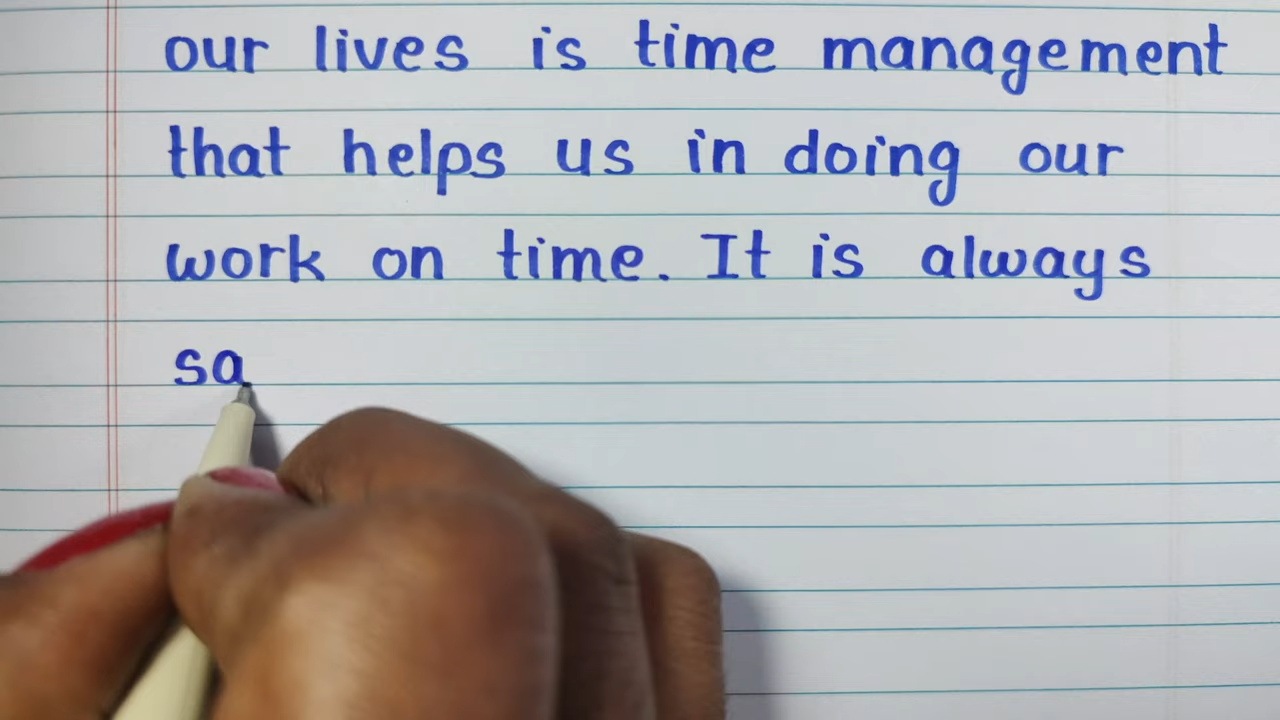 our lives is time management
that helps us in doing our
work on time. It is always
sa